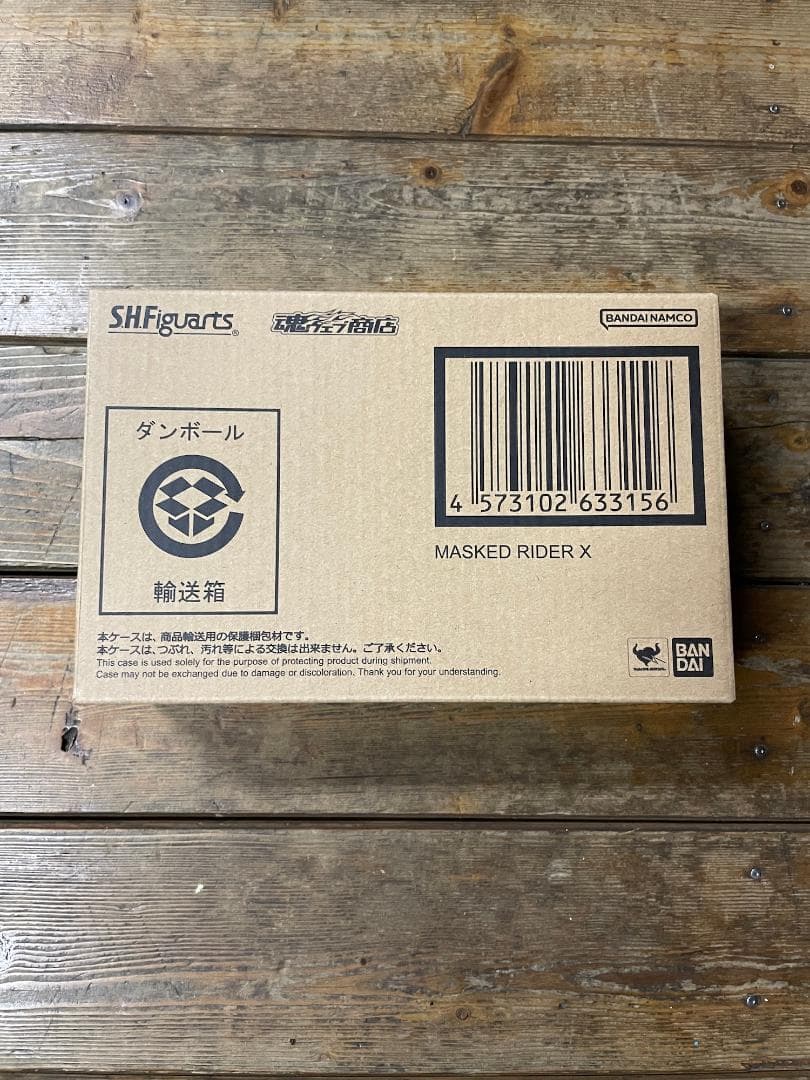 S.H.Figuarts®
魂ウェブ商店
BANDAI NAMCO
ダンボール
輸送箱
4 573102 633156
MASKED RIDER X
本ケースは、商品輸送用の保護梱包材です。
本ケースは、つぶれ、汚れ等による交換は出来ません。ご了承ください。
This case is used solely for the purpose of protecting product during shipment.
Case may not be exchanged due to damage or discoloration. Thank you for your understanding.
BAN
DAI